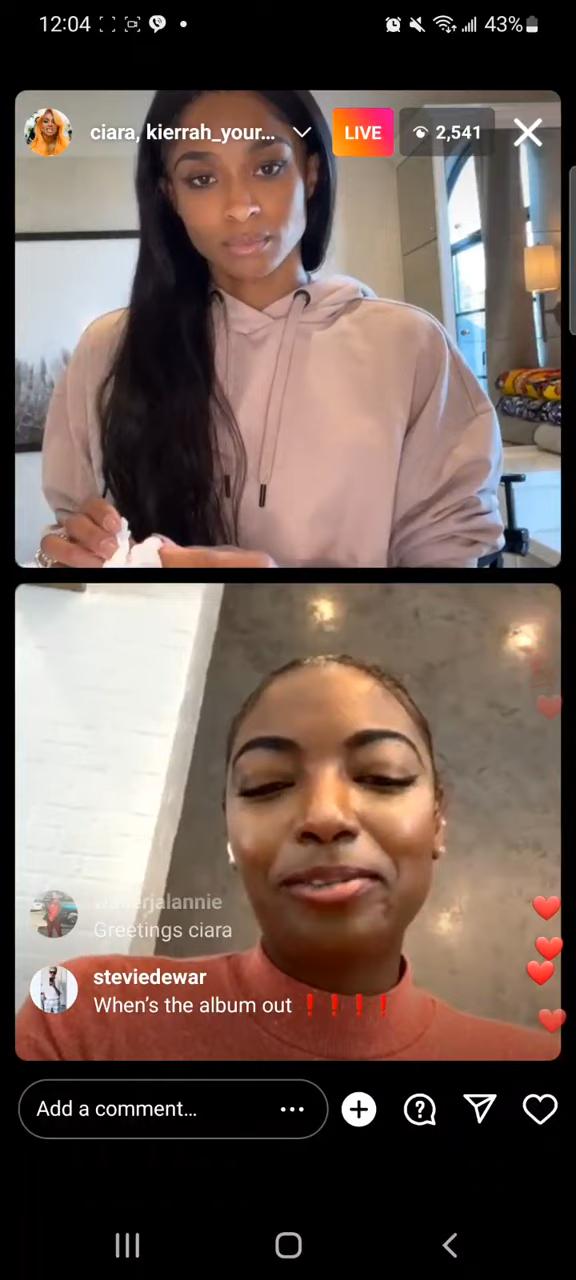 12:04
43%
ciara, kierrah_your...
LIVE
2,541
Greetings ciara
steviedewar
When's the album out ❗❗❗❗
Add a comment...